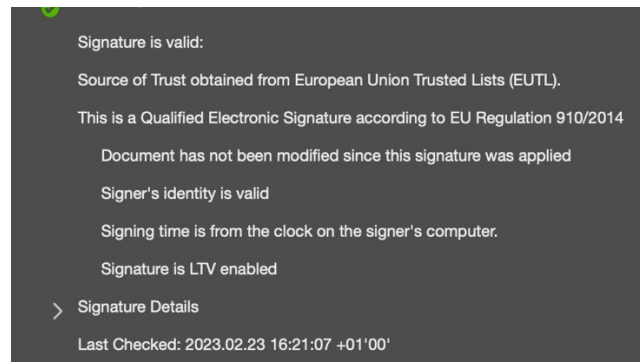 Signature is valid:
Source of Trust obtained from European Union Trusted Lists (EUTL).
This is a Qualified Electronic Signature according to EU Regulation 910/2014
Document has not been modified since this signature was applied
Signer's identity is valid
Signing time is from the clock on the signer's computer.
Signature is LTV enabled
Signature Details
Last Checked: 2023.02.23 16:21:07 +01'00'